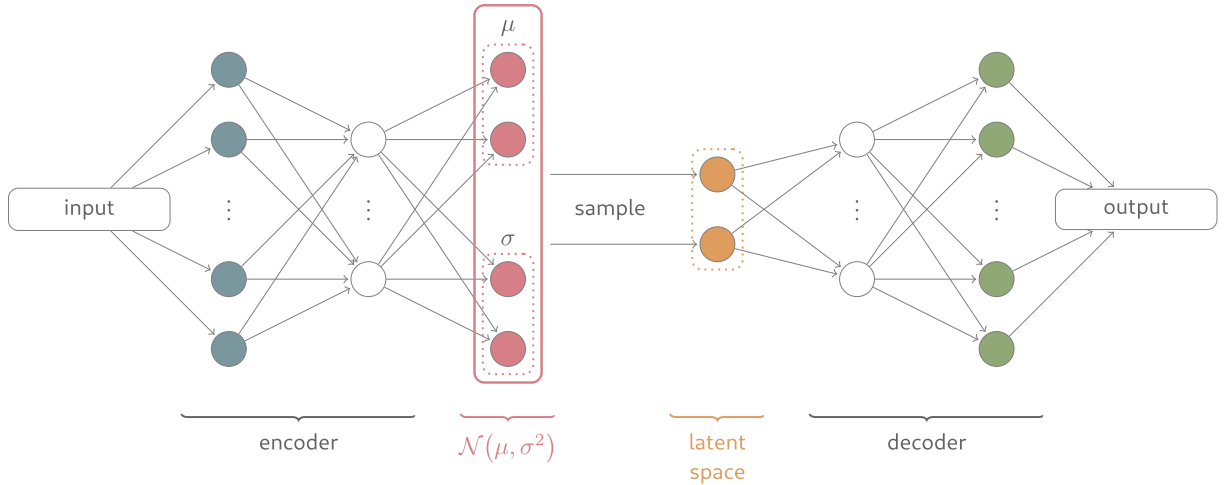 μ
input
⋮
⋮
σ
sample
⋮
⋮
output
encoder
𝒩(μ, σ²)
latent
space
decoder